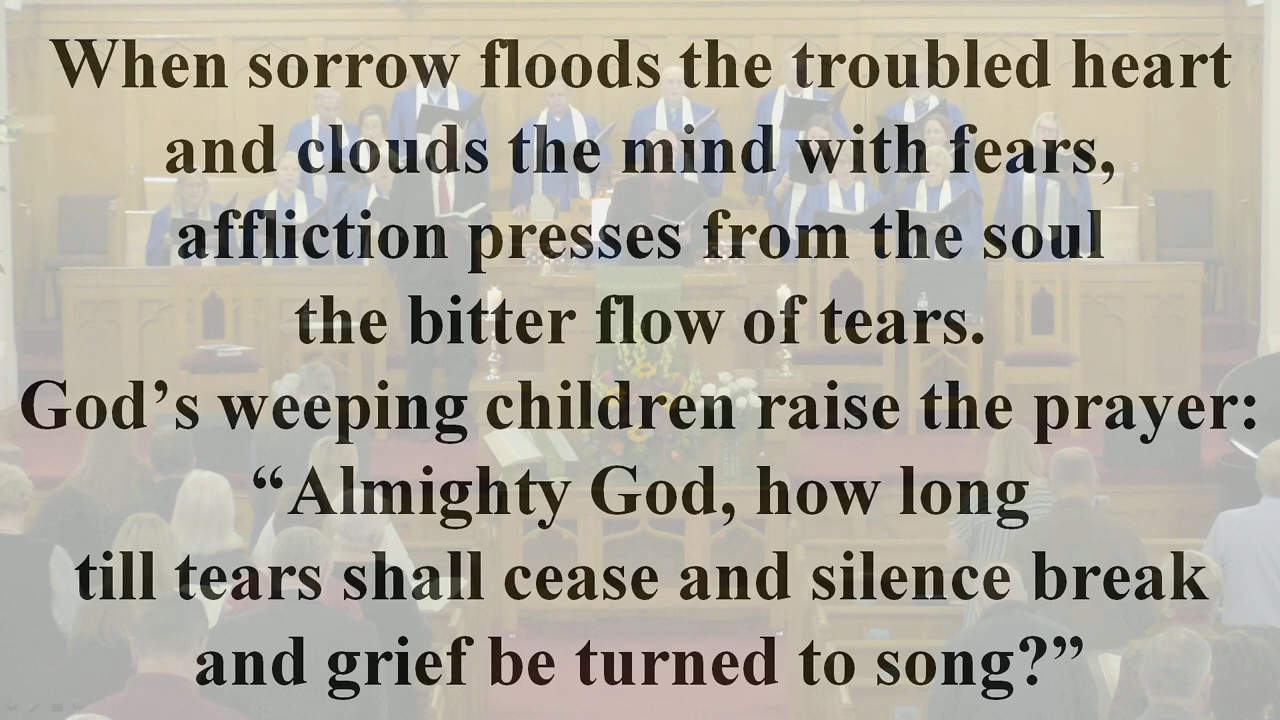 When sorrow floods the troubled heart
and clouds the mind with fears,
affliction presses from the soul
the bitter flow of tears.
God’s weeping children raise the prayer:
“Almighty God, how long
till tears shall cease and silence break
and grief be turned to song?”